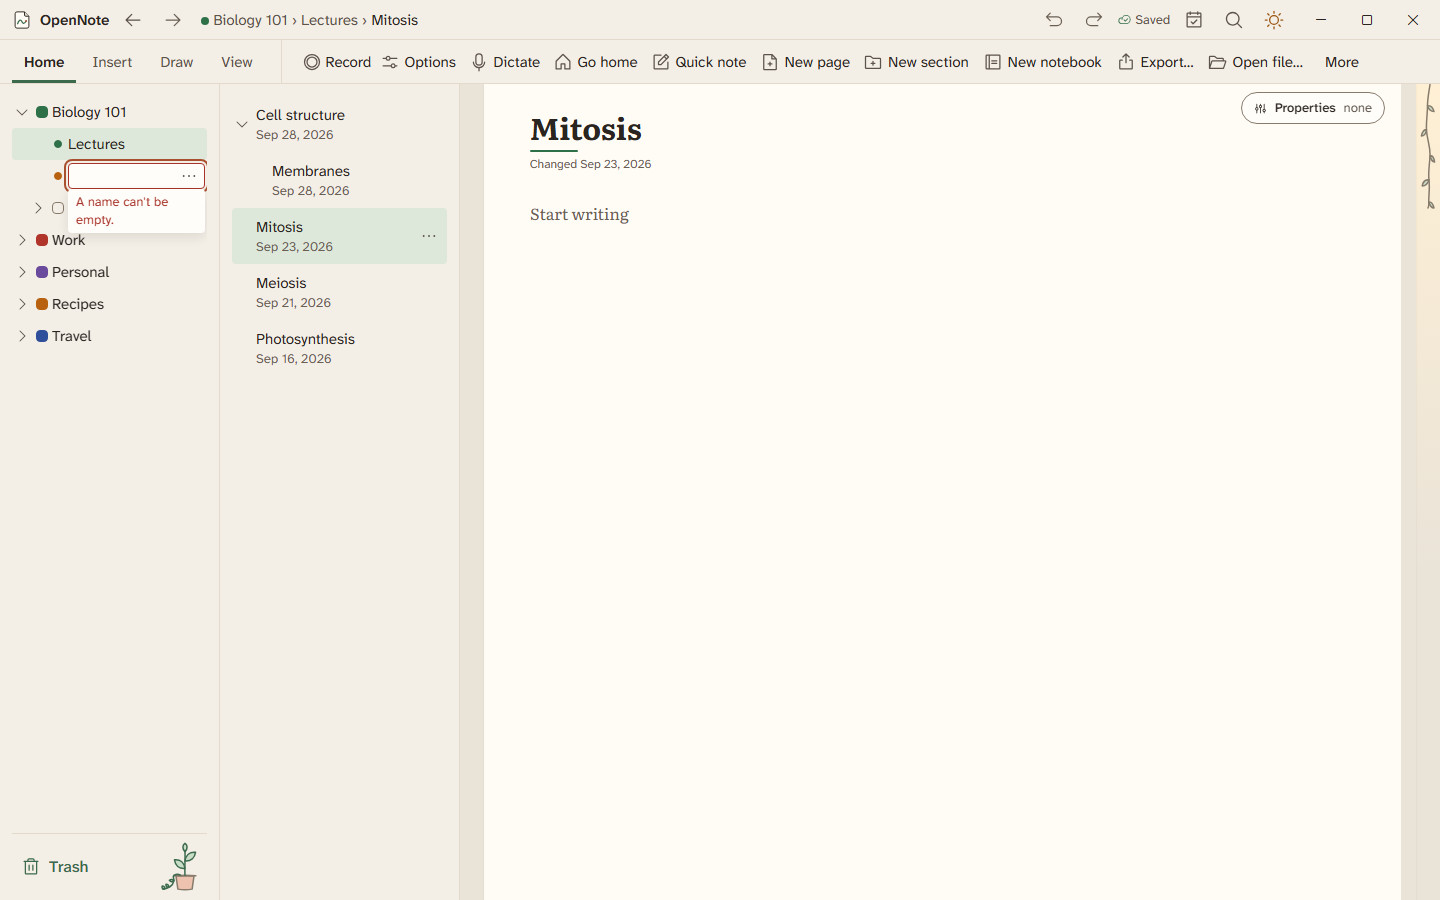 OpenNote
Biology 101 › Lectures › Mitosis
Saved
Home
Insert
Draw
View
Record
Options
Dictate
Go home
Quick note
New page
New section
New notebook
Export...
Open file...
More
Biology 101
Lectures
A name can't be
empty.
Work
Personal
Recipes
Travel
Trash
Cell structure
Sep 28, 2026
Membranes
Sep 28, 2026
Mitosis
Sep 23, 2026
Meiosis
Sep 21, 2026
Photosynthesis
Sep 16, 2026
Properties none
Mitosis
Changed Sep 23, 2026
Start writing